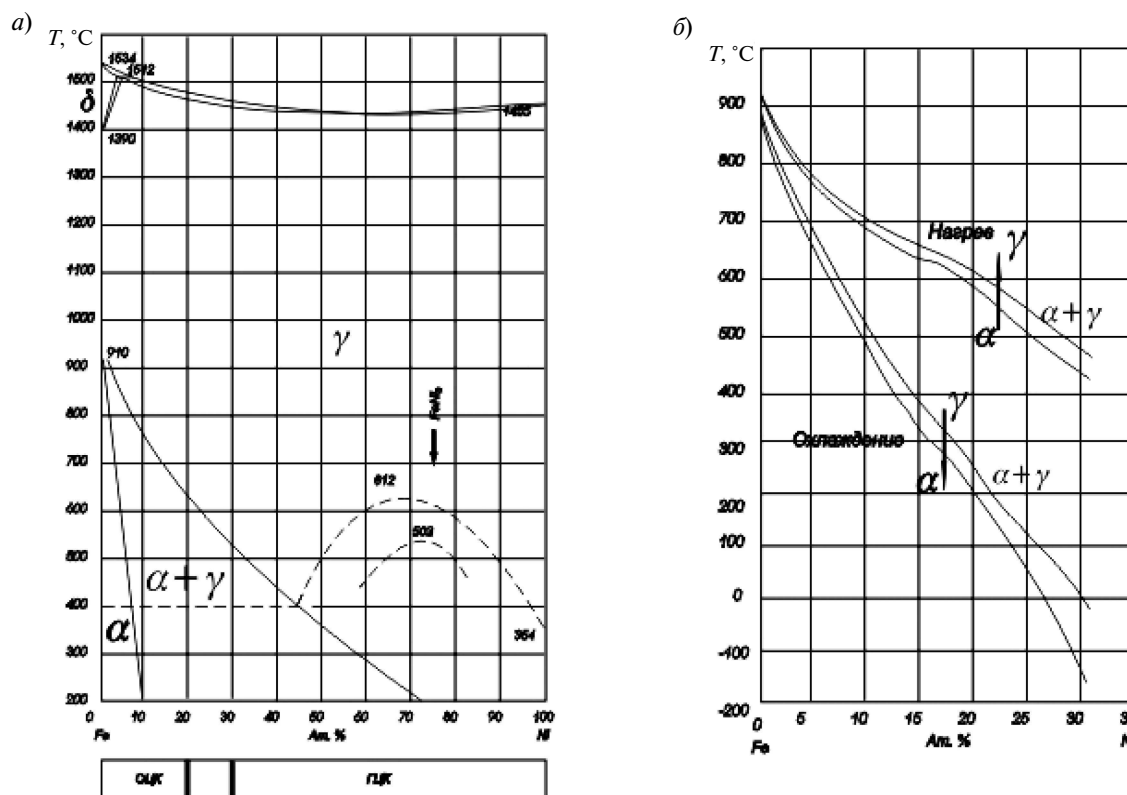 а)
T, °C
1534
1512
1500
δ
1455
1400
1390
1300
1200
1100
1000
γ
910
900
FeNi₃
800
700
612
600
503
500
α + γ
400
α
354
300
200
0 10 20 30 40 50 60 70 80 90 100
Fe Ат. % Ni
ОЦК ГЦК
б)
T, °C
900
800
700
Нагрев
γ
600
α + γ
α
500
400
γ
300
Охлаждение
α + γ
α
200
100
0
-100
-200
0 5 10 15 20 25 30
Fe Ат. %